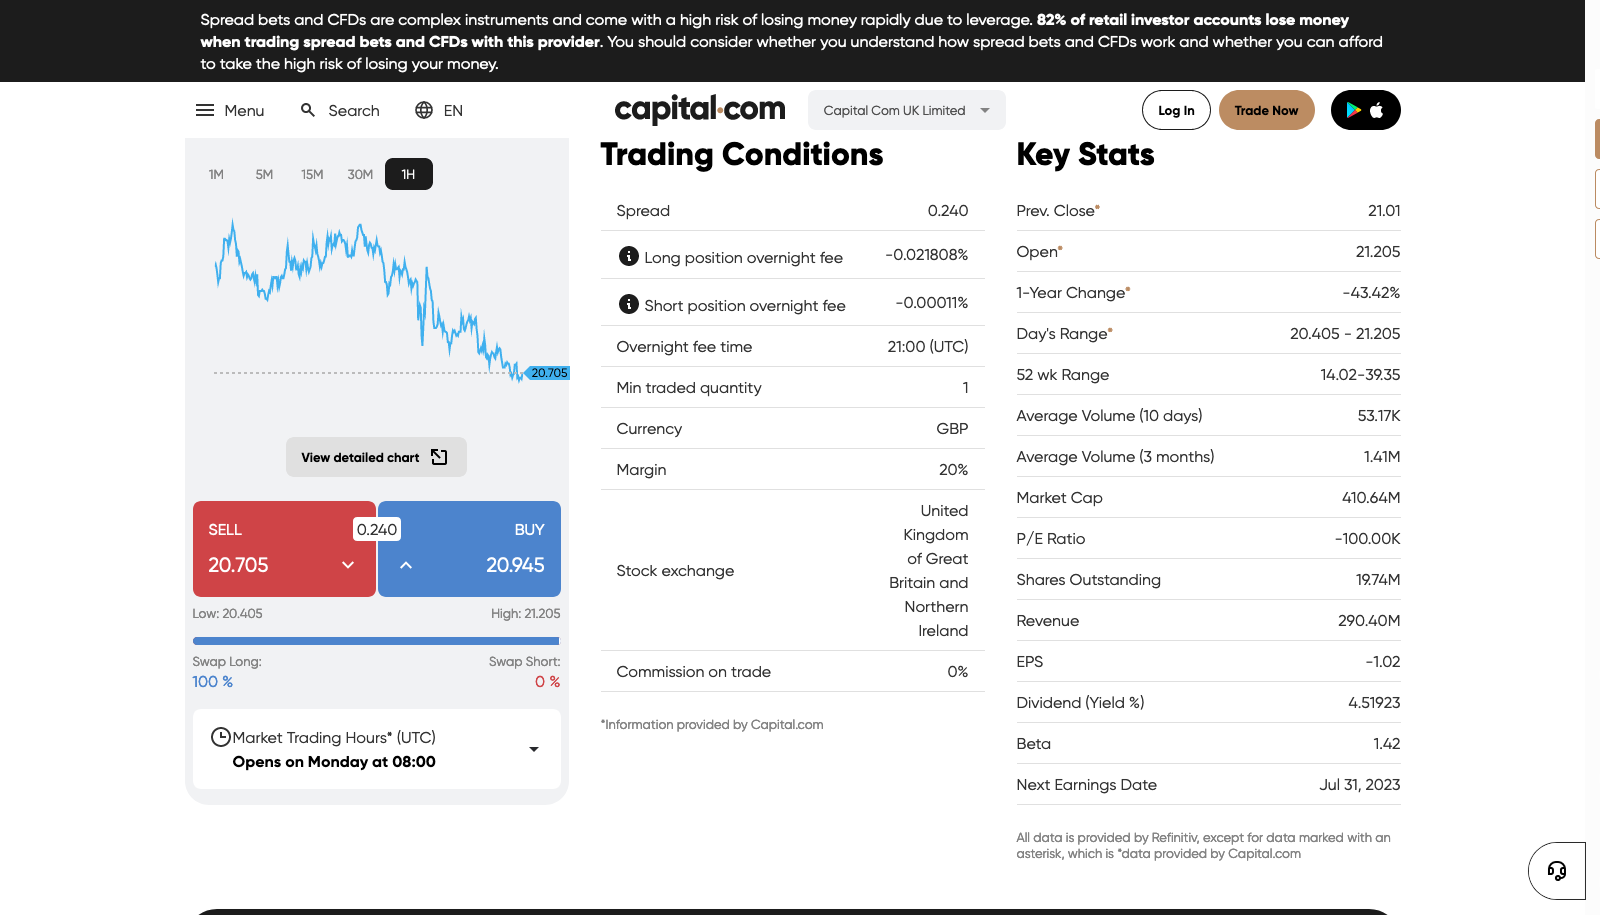 Spread bets and CFDs are complex instruments and come with a high risk of losing money rapidly due to leverage. 82% of retail investor accounts lose money
when trading spread bets and CFDs with this provider. You should consider whether you understand how spread bets and CFDs work and whether you can afford
to take the high risk of losing your money.
Menu
Search
EN
capital.com
Capital Com UK Limited
Log In
Trade Now
1M 5M 15M 30M 1H
20.705
View detailed chart
SELL 0.240 BUY
20.705 20.945
Low: 20.405 High: 21.205
Swap Long: Swap Short:
100 % 0 %
Market Trading Hours* (UTC)
Opens on Monday at 08:00
Trading Conditions
Spread 0.240
Long position overnight fee -0.021808%
Short position overnight fee -0.00011%
Overnight fee time 21:00 (UTC)
Min traded quantity 1
Currency GBP
Margin 20%
Stock exchange
United
Kingdom
of Great
Britain and
Northern
Ireland
Commission on trade 0%
*Information provided by Capital.com
Key Stats
Prev. Close* 21.01
Open* 21.205
1-Year Change* -43.42%
Day's Range* 20.405 - 21.205
52 wk Range 14.02-39.35
Average Volume (10 days) 53.17K
Average Volume (3 months) 1.41M
Market Cap 410.64M
P/E Ratio -100.00K
Shares Outstanding 19.74M
Revenue 290.40M
EPS -1.02
Dividend (Yield %) 4.51923
Beta 1.42
Next Earnings Date Jul 31, 2023
All data is provided by Refinitiv, except for data marked with an
asterisk, which is *data provided by Capital.com